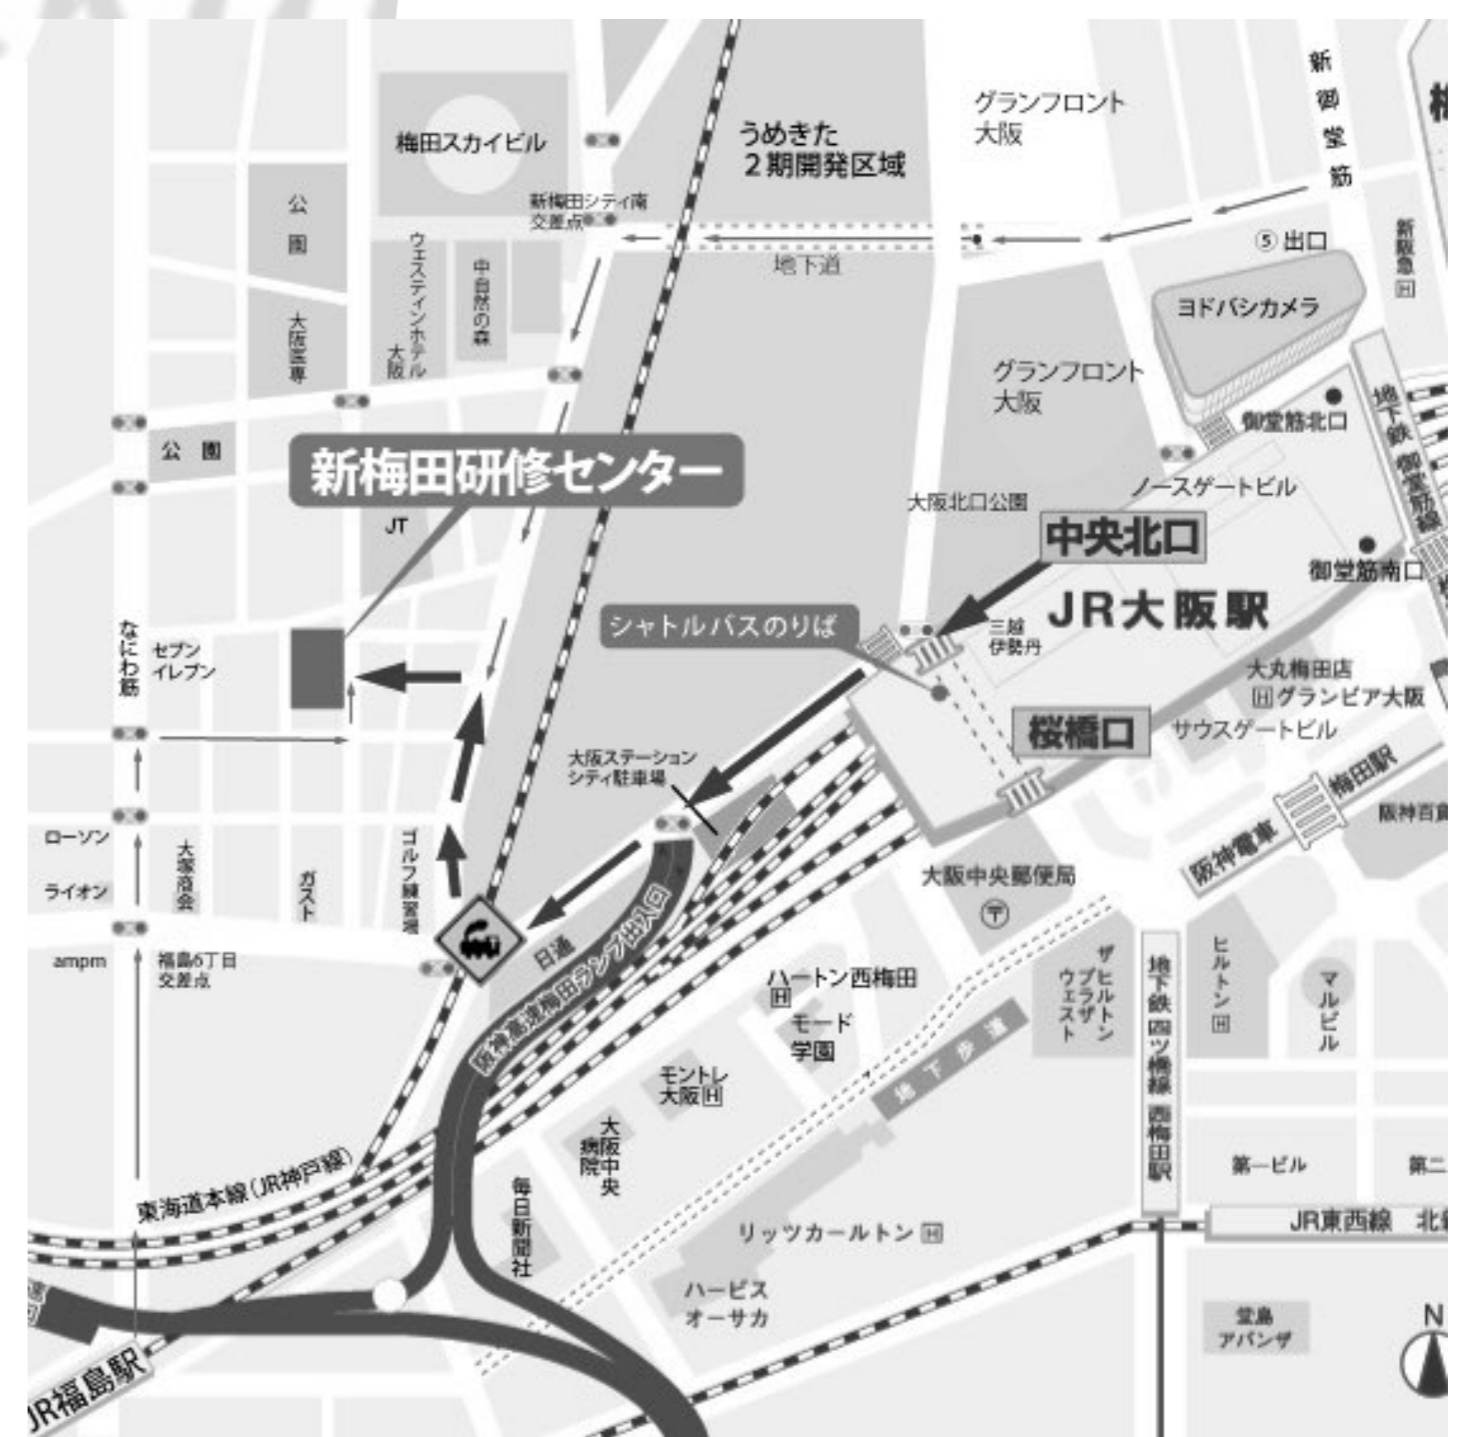 新御堂筋
グランフロント
大阪
うめきた
２期開発区域
梅田スカイビル
新梅田シティ南
交差点
公園
ウェスティンホテル
大阪
中自然の森
大阪医専
地下道
⑤出口
新阪急H
ヨドバシカメラ
グランフロント
大阪
御堂筋北口
地下鉄 御堂筋線
公園
新梅田研修センター
JT
ノースゲートビル
大阪北口公園
中央北口
御堂筋南口
JR大阪駅
シャトルバスのりば
三越
伊勢丹
なにわ筋
セブン
イレブン
大丸梅田店
Hグランビア大阪
桜橋口
サウスゲートビル
大阪ステーション
シティ駐車場
梅田駅
阪神電車
ローソン
ライオン
大塚商会
ガスト
ゴルフ練習場
大阪中央郵便局
〒
ampm
福島6丁目
交差点
日通
阪神高速梅田ランプ出入口
ハートン西梅田
H
モード
学園
ザヒルトン
プラザ
ウェスト
地下鉄 四ツ橋線 西梅田駅
ヒルトンH
マルビル
地下歩道
モントレ
大阪H
大阪中央
病院
毎日新聞社
東海道本線（JR神戸線）
第一ビル
第二
リッツカールトンH
JR東西線
ハービス
オーサカ
堂島
アバンザ
N
JR福島駅